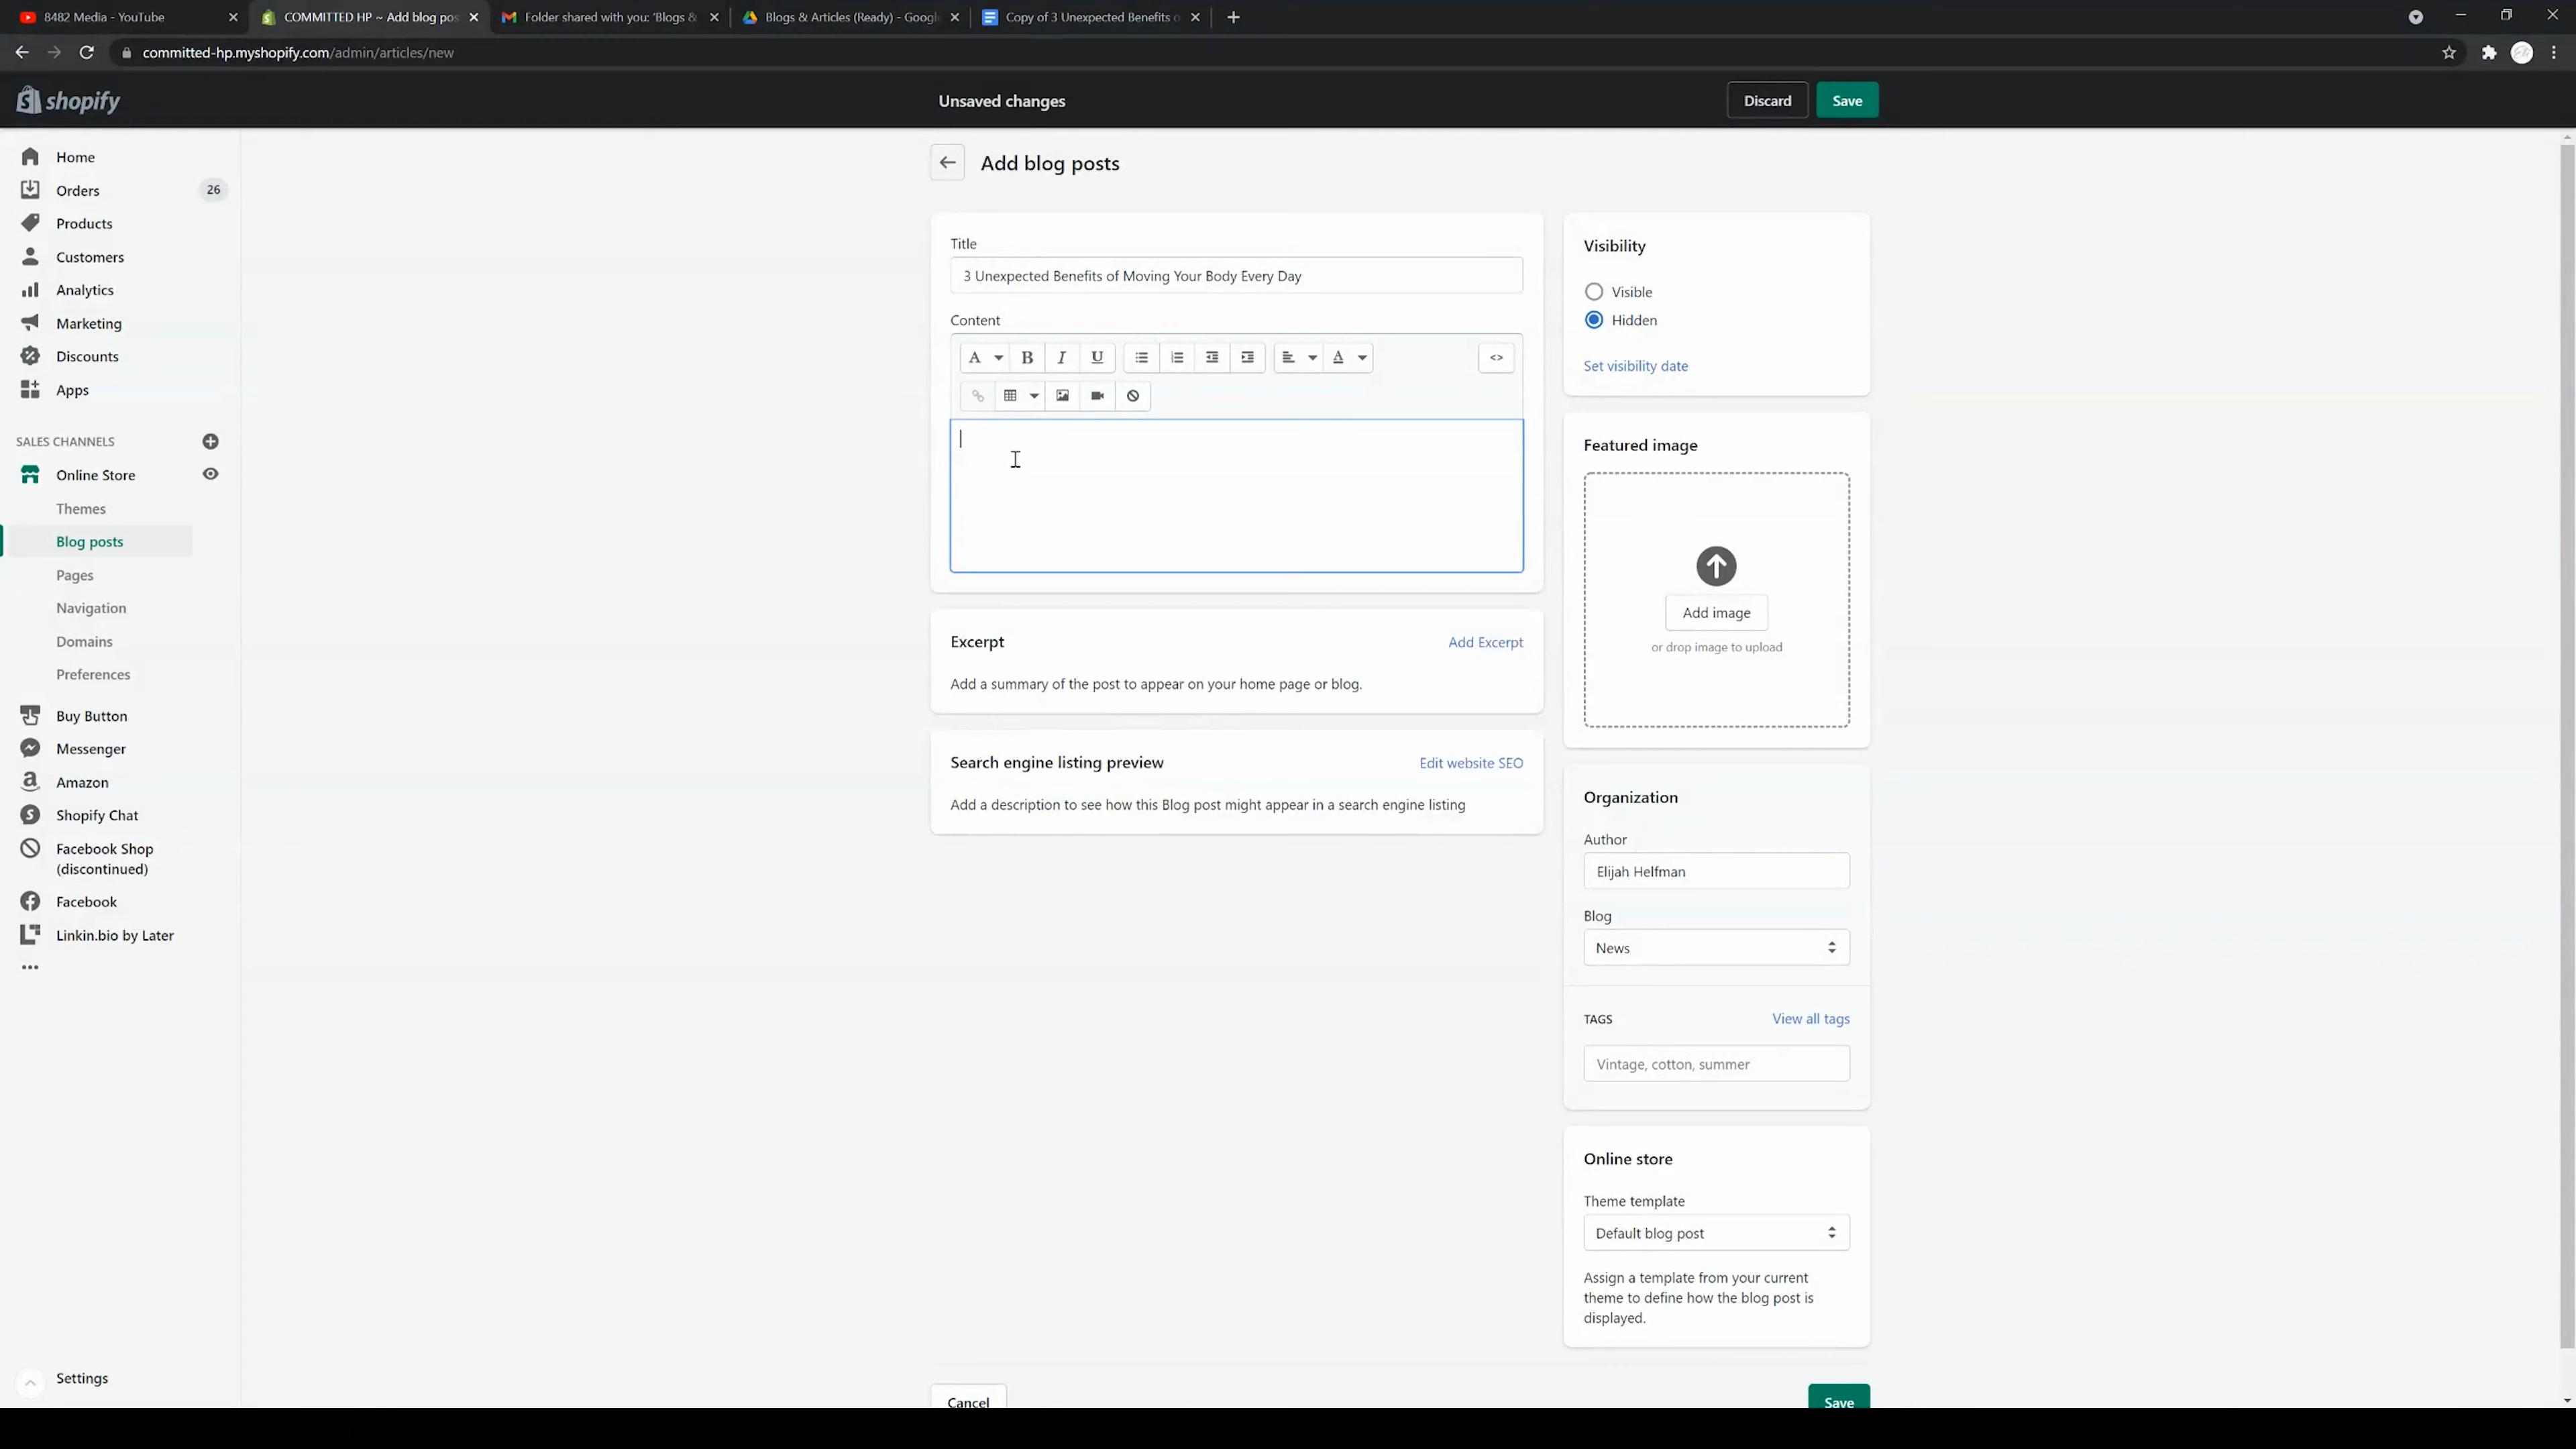 8482 Media - YouTube
COMMITTED HP ~ Add blog pos
Folder shared with you: 'Blogs &
Blogs & Articles (Ready) - Googl
Copy of 3 Unexpected Benefits o
committed-hp.myshopify.com/admin/articles/new
shopify
Unsaved changes
Discard
Save
Home
Orders
26
Products
Customers
Analytics
Marketing
Discounts
Apps
SALES CHANNELS
Online Store
Themes
Blog posts
Pages
Navigation
Domains
Preferences
Buy Button
Messenger
Amazon
Shopify Chat
Facebook Shop
(discontinued)
Facebook
Linkin.bio by Later
Settings
Add blog posts
Title
3 Unexpected Benefits of Moving Your Body Every Day
Content
A
B
I
U
A
<>
Excerpt
Add Excerpt
Add a summary of the post to appear on your home page or blog.
Search engine listing preview
Edit website SEO
Add a description to see how this Blog post might appear in a search engine listing
Cancel
Visibility
Visible
Hidden
Set visibility date
Featured image
Add image
or drop image to upload
Organization
Author
Elijah Helfman
Blog
News
TAGS
View all tags
Vintage, cotton, summer
Online store
Theme template
Default blog post
Assign a template from your current
theme to define how the blog post is
displayed.
Save